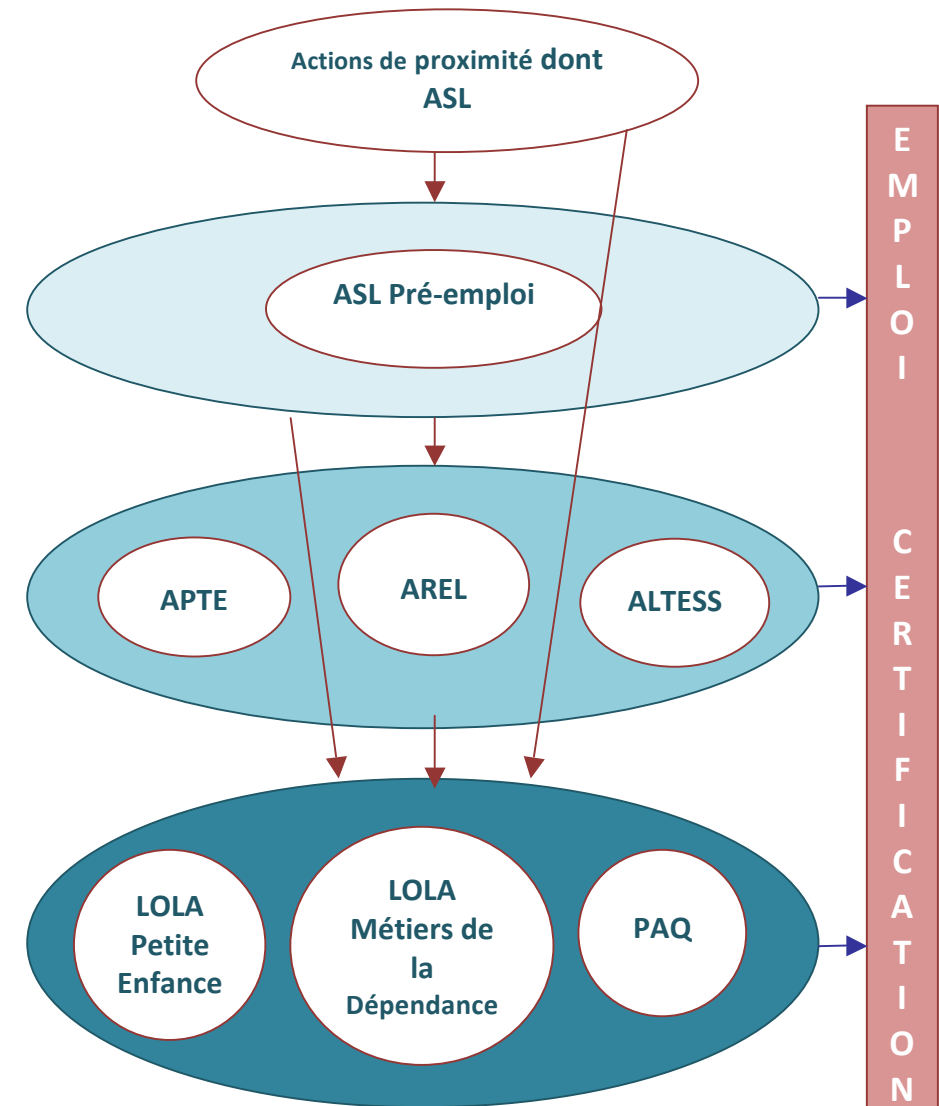 Actions de proximité dont
ASL
ASL Pré-emploi
APTE
AREL
ALTESS
LOLA
Petite
Enfance
LOLA
Métiers de
la
Dépendance
PAQ
E
M
P
L
O
I
C
E
R
T
I
F
I
C
A
T
I
O
N